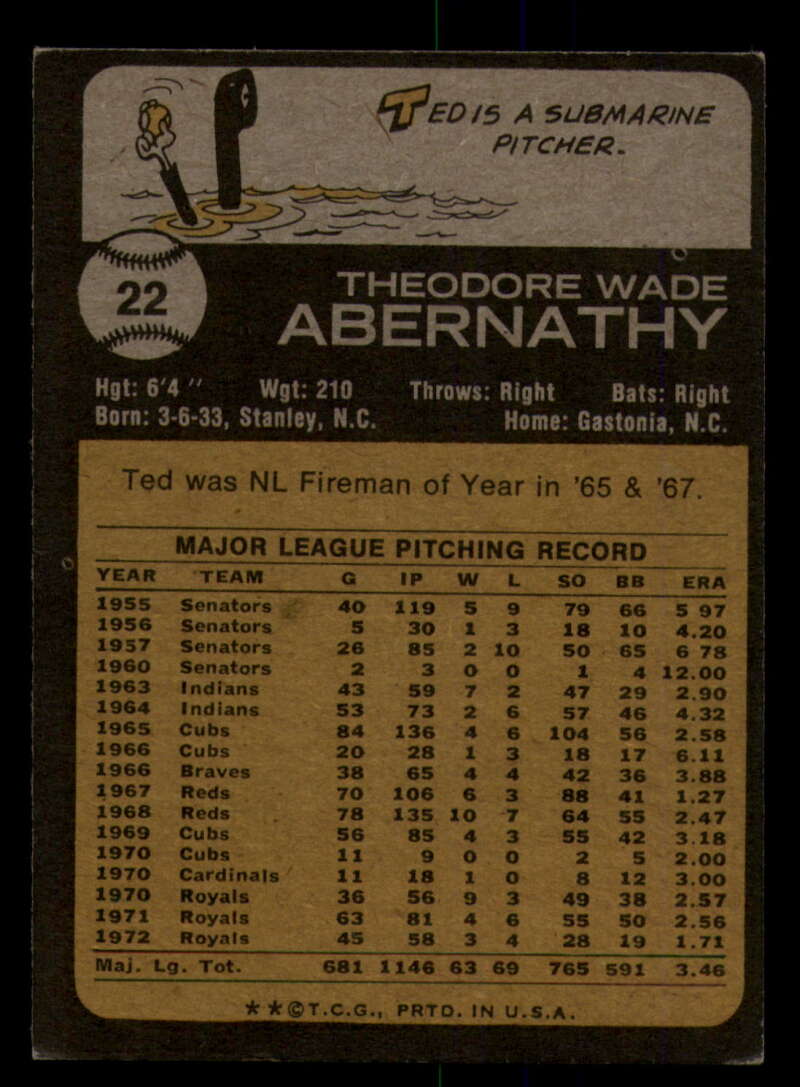 TED IS A SUBMARINE
PITCHER.
22
THEODORE WADE
ABERNATHY
Hgt: 6'4" Wgt: 210 Throws: Right Bats: Right
Born: 3-6-33, Stanley, N.C. Home: Gastonia, N.C.
Ted was NL Fireman of Year in '65 & '67.
MAJOR LEAGUE PITCHING RECORD
YEAR TEAM G IP W L SO BB ERA
1955 Senators 40 119 5 9 79 66 5 97
1956 Senators 5 30 1 3 18 10 4.20
1957 Senators 26 85 2 10 50 65 6 78
1960 Senators 2 3 0 0 1 4 12.00
1963 Indians 43 59 7 2 47 29 2.90
1964 Indians 53 73 2 6 57 46 4.32
1965 Cubs 84 136 4 6 104 56 2.58
1966 Cubs 20 28 1 3 18 17 6.11
1966 Braves 38 65 4 4 42 36 3.88
1967 Reds 70 106 6 3 88 41 1.27
1968 Reds 78 135 10 7 64 55 2.47
1969 Cubs 56 85 4 3 55 42 3.18
1970 Cubs 11 9 0 0 2 5 2.00
1970 Cardinals 11 18 1 0 8 12 3.00
1970 Royals 36 56 9 3 49 38 2.57
1971 Royals 63 81 4 6 55 50 2.56
1972 Royals 45 58 3 4 28 19 1.71
Maj. Lg. Tot. 681 1146 63 69 765 591 3.46
**©T.C.G., PRTD. IN U.S.A.